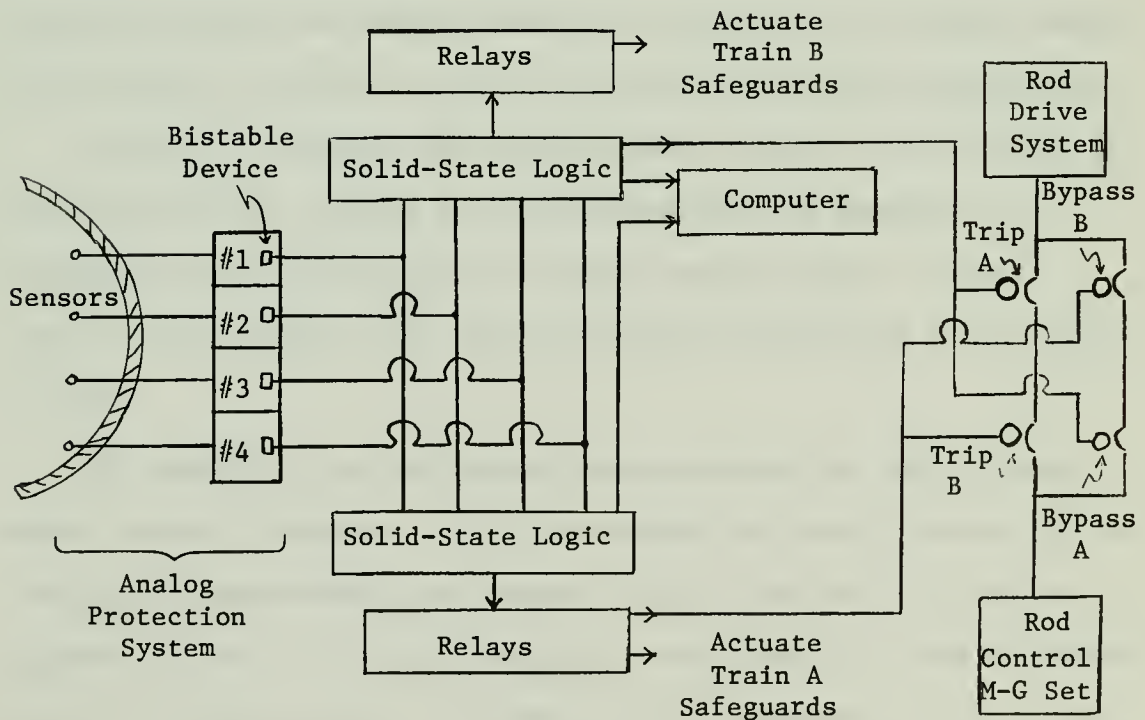 Relays
Actuate
Train B
Safeguards
Rod
Drive
System
Bistable
Device
Solid-State Logic
Computer
Bypass
B
Trip
A
#1
Sensors
#2
#3
#4
Trip
B
Bypass
A
Solid-State Logic
Analog
Protection
System
Relays
Actuate
Train A
Safeguards
Rod
Control
M-G Set